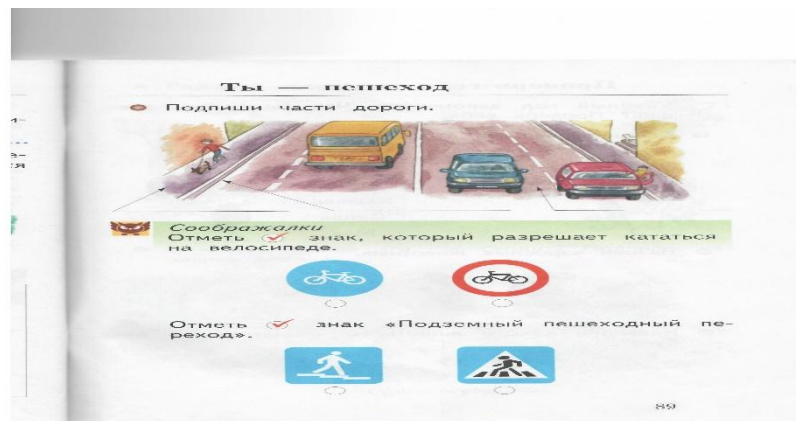 Ты — пешеход
Подпиши части дороги.
Соображалки
Отметь знак, который разрешает кататься
на велосипеде.
Отметь знак «Подземный пешеходный пе-
реход».
89